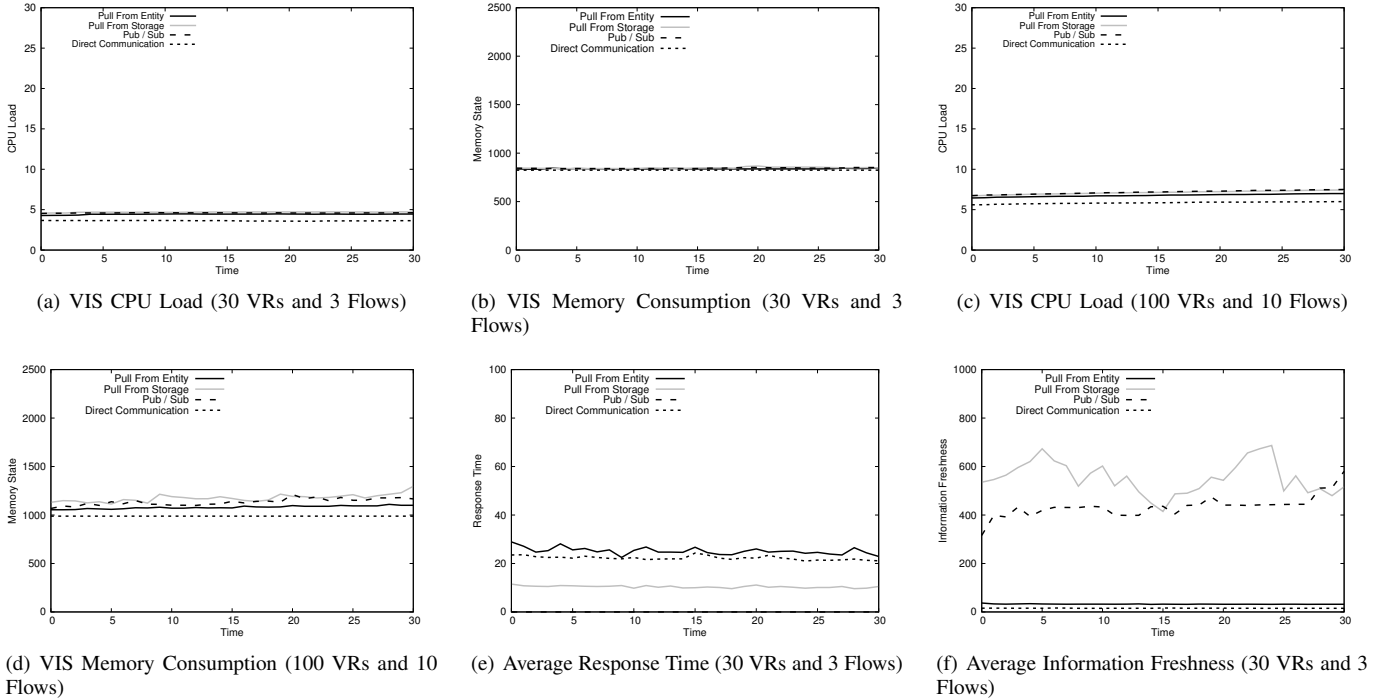 Pull From Entity
Pull From Storage
Pub / Sub
Direct Communication
30
25
20
15
10
5
0
CPU Load
0 5 10 15 20 25 30
Time
(a) VIS CPU Load (30 VRs and 3 Flows)
Pull From Entity
Pull From Storage
Pub / Sub
Direct Communication
2500
2000
1500
1000
500
0
Memory State
0 5 10 15 20 25 30
Time
(b) VIS Memory Consumption (30 VRs and 3
Flows)
Pull From Entity
Pull From Storage
Pub / Sub
Direct Communication
30
25
20
15
10
5
0
CPU Load
0 5 10 15 20 25 30
Time
(c) VIS CPU Load (100 VRs and 10 Flows)
Pull From Entity
Pull From Storage
Pub / Sub
Direct Communication
2500
2000
1500
1000
500
0
Memory State
0 5 10 15 20 25 30
Time
(d) VIS Memory Consumption (100 VRs and 10
Flows)
Pull From Entity
Pull From Storage
Pub / Sub
Direct Communication
100
80
60
40
20
0
Response Time
0 5 10 15 20 25 30
Time
(e) Average Response Time (30 VRs and 3 Flows)
Pull From Entity
Pull From Storage
Pub / Sub
Direct Communication
1000
800
600
400
200
0
Information Freshness
0 5 10 15 20 25 30
Time
(f) Average Information Freshness (30 VRs and 3
Flows)